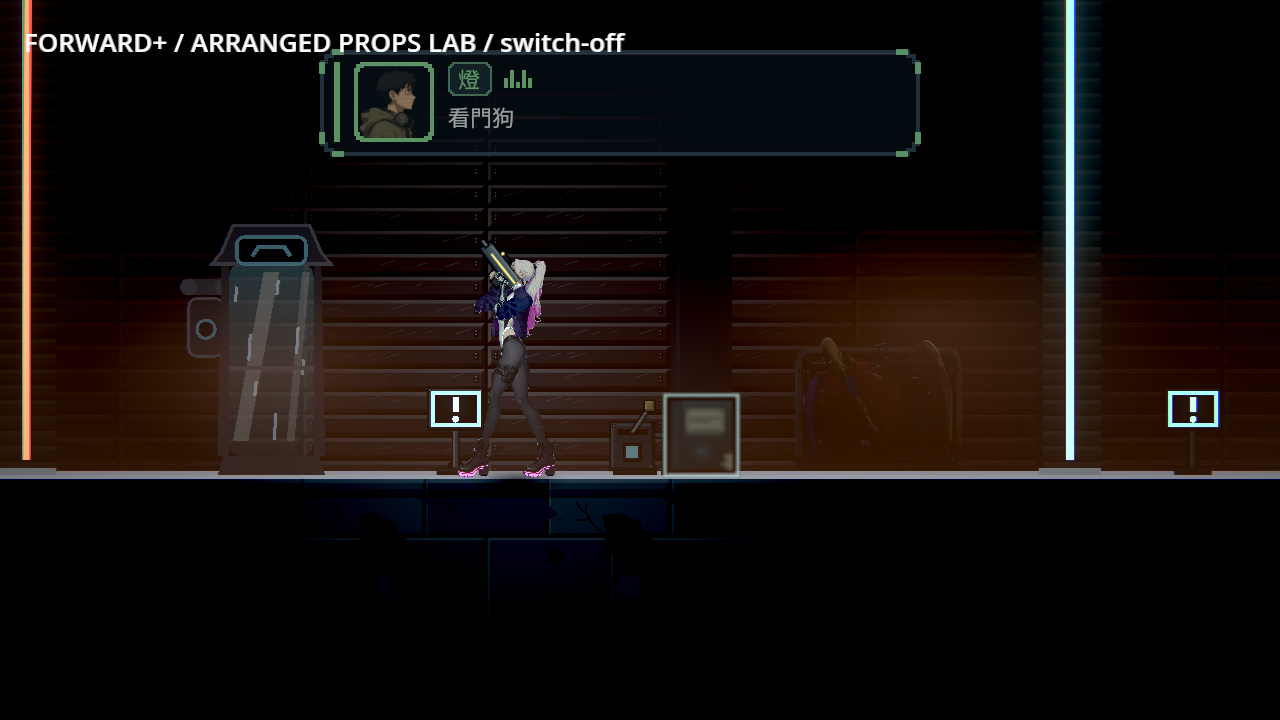 FORWARD+ / ARRANGED PROPS LAB / switch-off
燈
看門狗
!
!